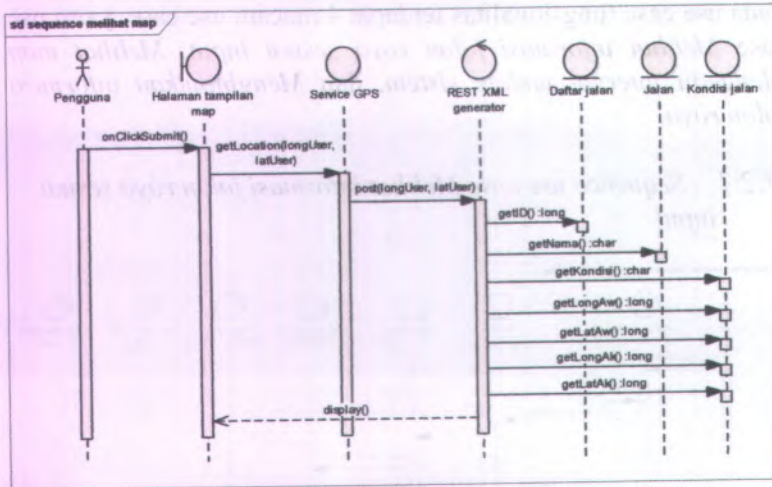 sd sequence melihat map
Pengguna
Halaman tampilan
map
Service GPS
REST XML
generator
Daftar jalan
Jalan
Kondisi jalan
onClickSubmit()
getLocation(longUser,
latUser)
post(longUser, latUser)
getID() :long
getNama() :char
getKondisi() :char
getLongAw() :long
getLatAw() :long
getLongAk() :long
getLatAk() :long
display()